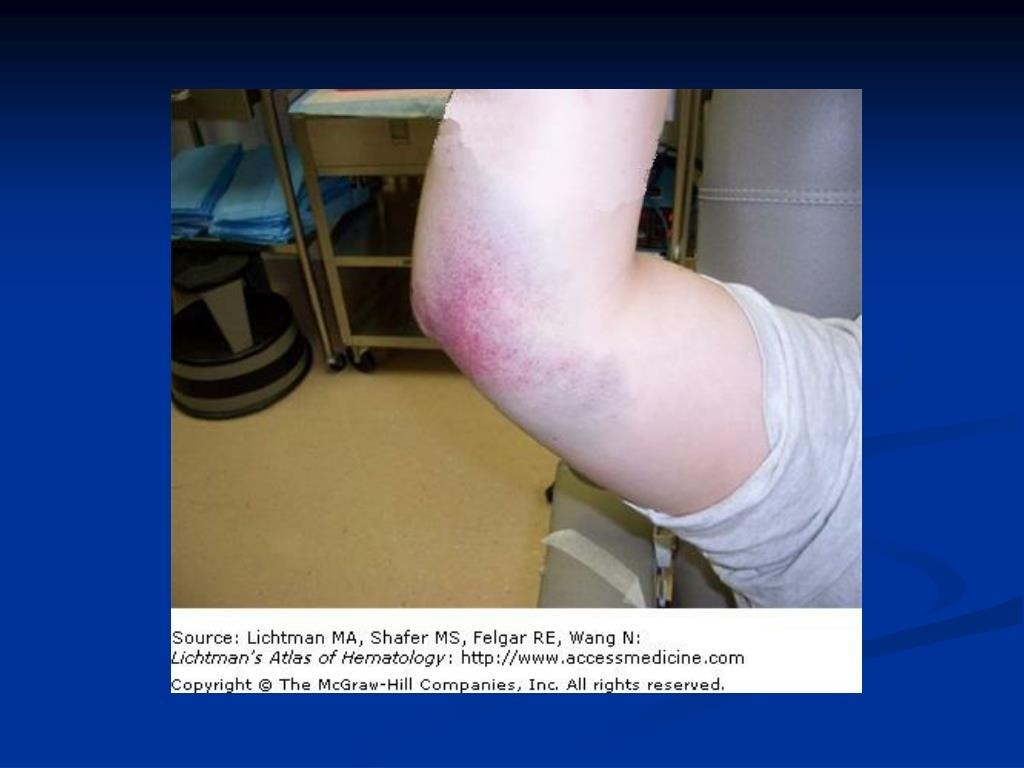 Source: Lichtman MA, Shafer MS, Felgar RE, Wang N:
Lichtman's Atlas of Hematology: http://www.accessmedicine.com
Copyright © The McGraw-Hill Companies, Inc. All rights reserved.